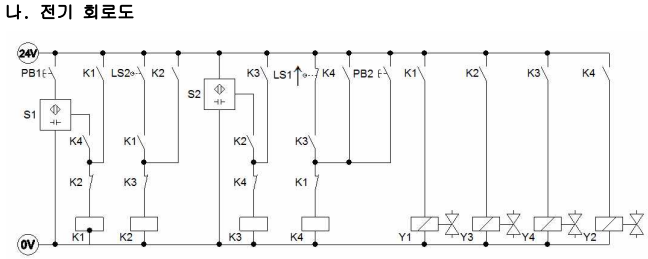 나. 전기 회로도
24V
PB1 K1 LS2 K2 K3 LS1 K4 PB2 K1 K2 K3 K4
S1 S2
K4 K1 K2 K3
K2 K3 K4 K1
K1 K2 K3 K4 Y1 Y3 Y4 Y2
0V